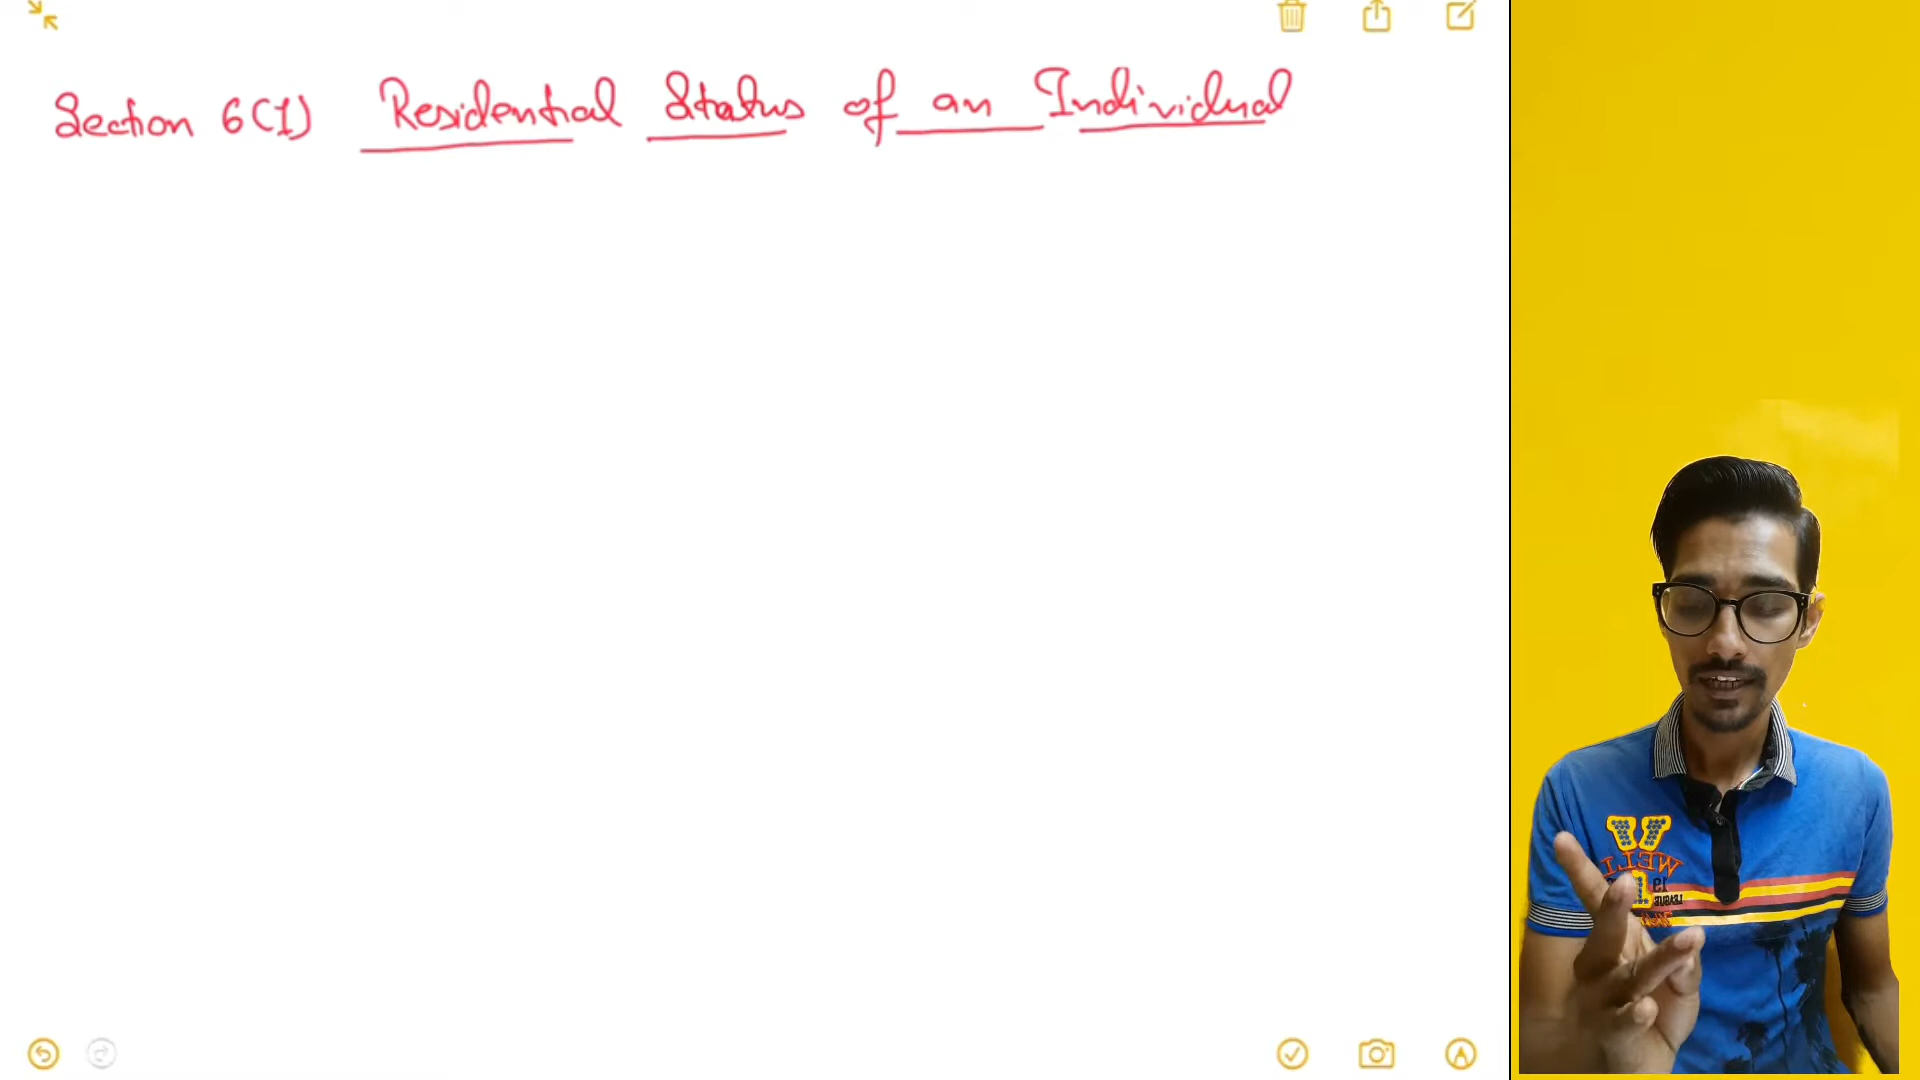 Section 6(1) Residential Status of an Individual